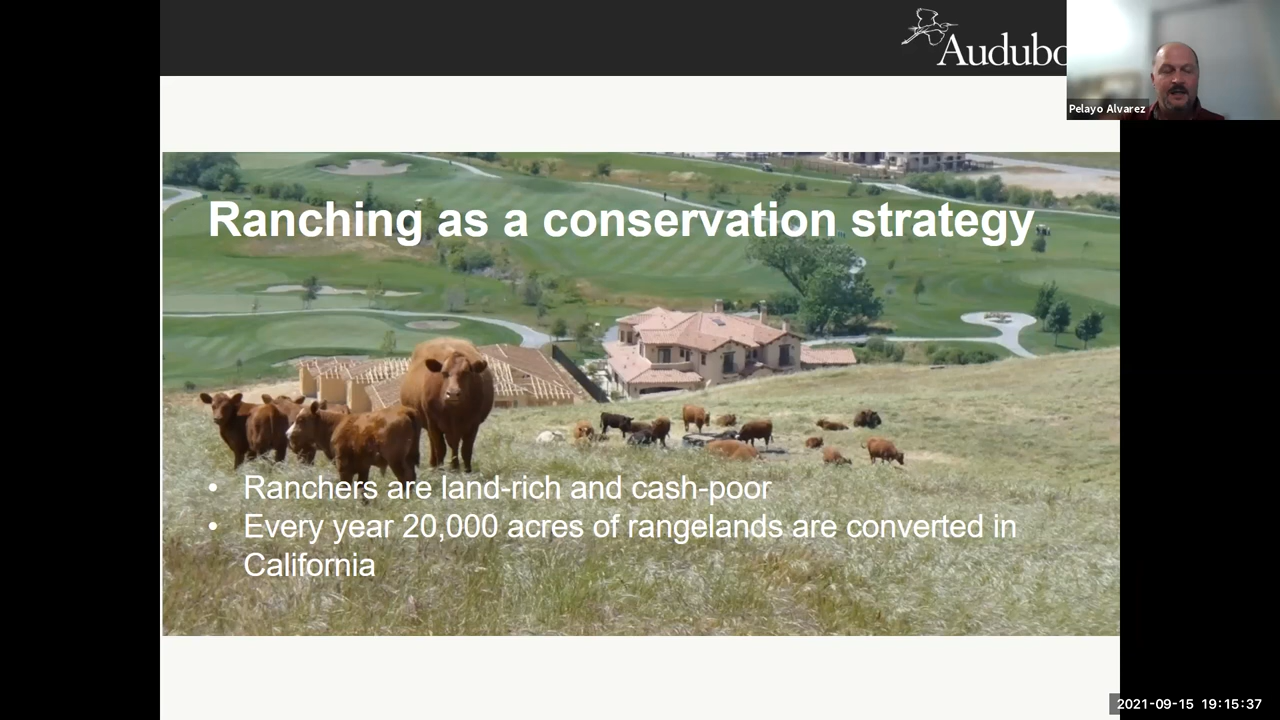 Audubo
Pelayo Alvarez
Ranching as a conservation strategy
• Ranchers are land-rich and cash-poor
• Every year 20,000 acres of rangelands are converted in
California
2021-09-15 19:15:37